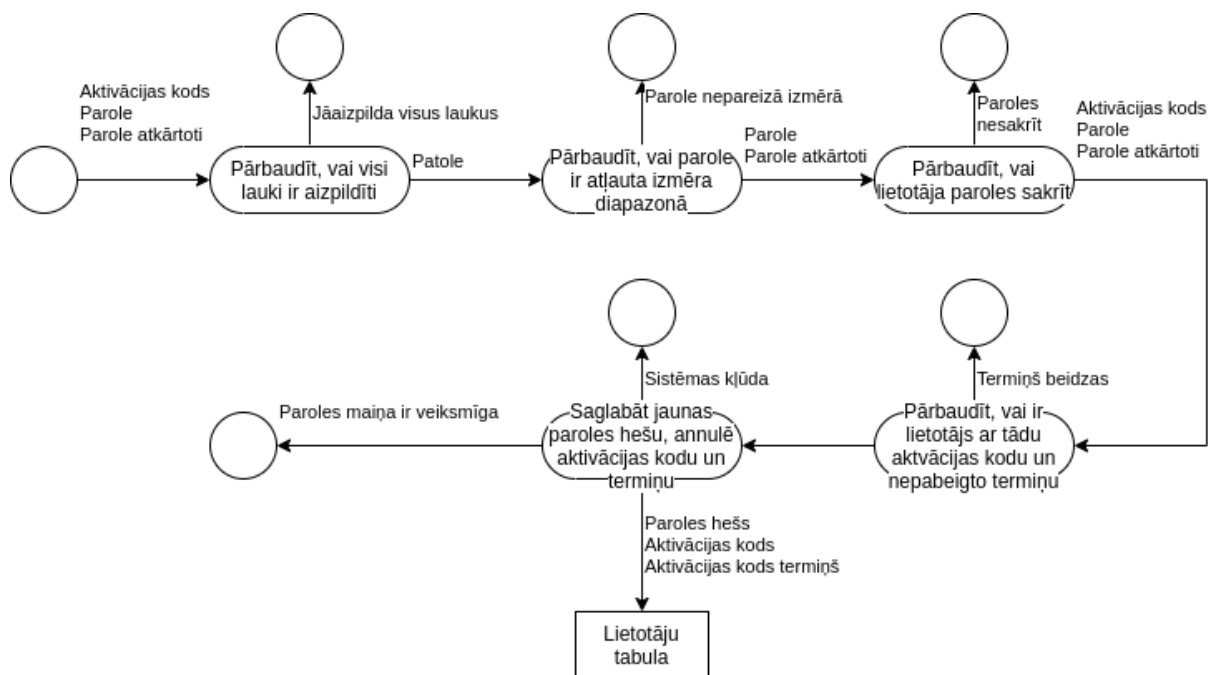 Aktivācijas kods
Parole
Parole atkārtoti
Jāaizpilda visus laukus
Pārbaudīt, vai visi
lauki ir aizpildīti
Patole
Parole nepareizā izmērā
Pārbaudīt, vai parole
ir atļauta izmēra
diapazonā
Parole
Parole atkārtoti
Paroles
nesakrīt
Pārbaudīt, vai
lietotāja paroles sakrīt
Aktivācijas kods
Parole
Parole atkārtoti
Termiņš beidzas
Pārbaudīt, vai ir
lietotājs ar tādu
aktvācijas kodu un
nepabeigto termiņu
Sistēmas kļūda
Saglabāt jaunas
paroles hešu, annulē
aktivācijas kodu un
termiņu
Paroles maiņa ir veiksmīga
Paroles hešs
Aktivācijas kods
Aktivācijas kods termiņš
Lietotāju
tabula